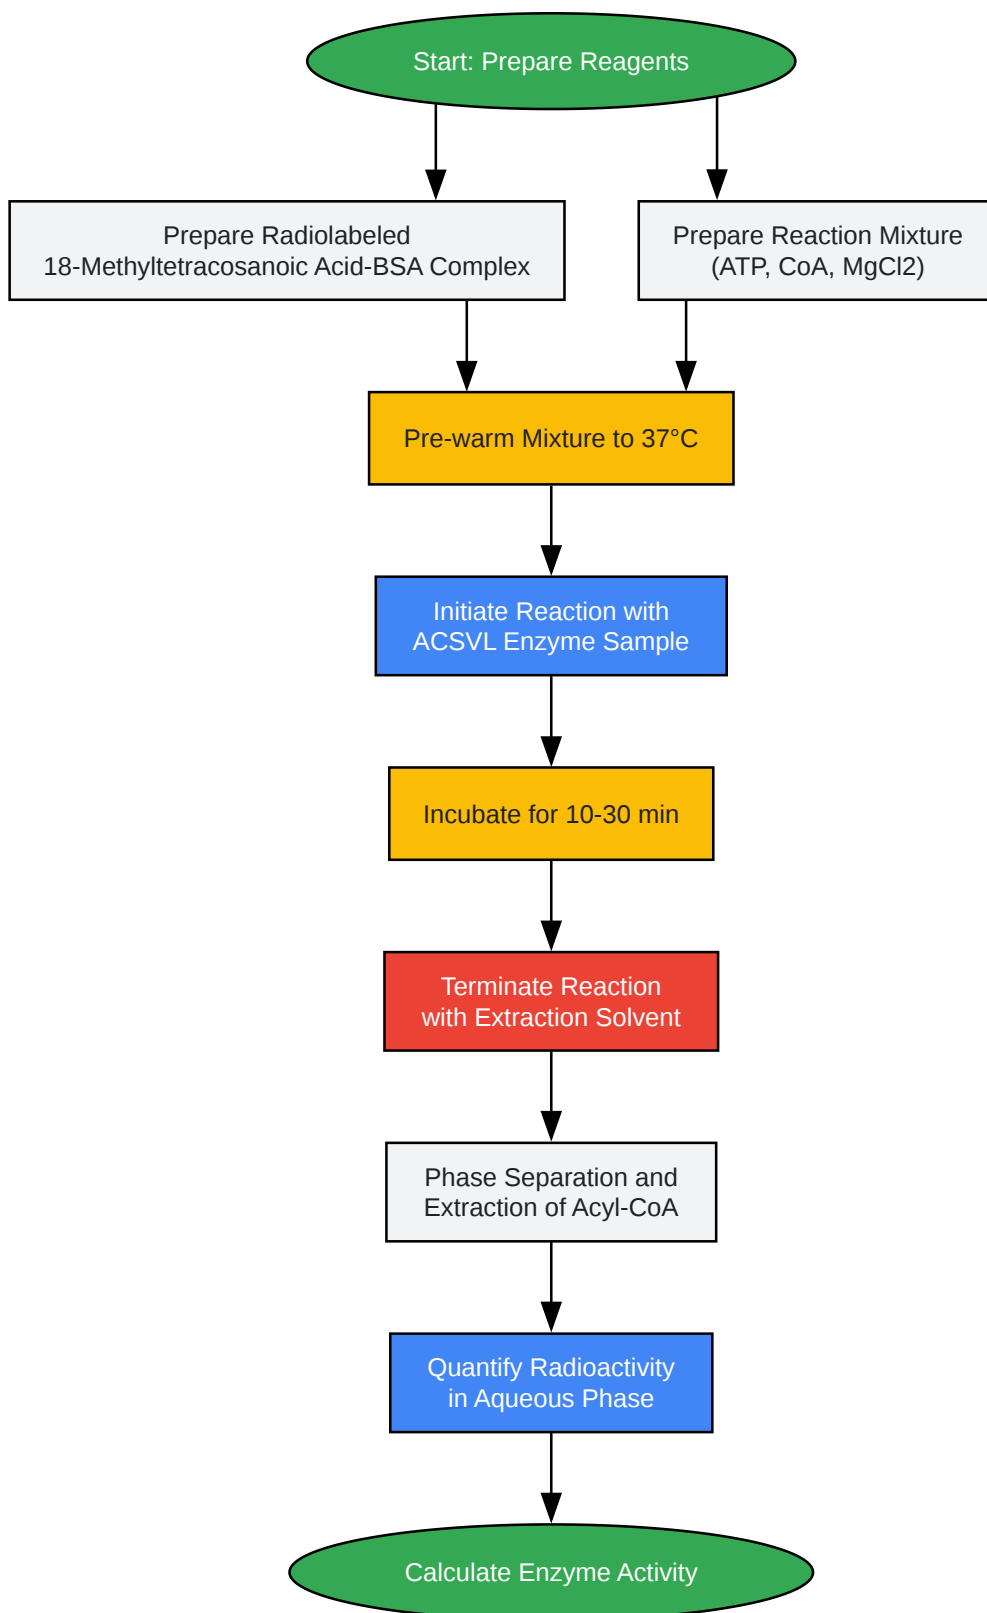 Start: Prepare Reagents
Prepare Radiolabeled
18-Methyltetracosanoic Acid-BSA Complex
Prepare Reaction Mixture
(ATP, CoA, MgCl2)
Pre-warm Mixture to 37°C
Initiate Reaction with
ACSVL Enzyme Sample
Incubate for 10-30 min
Terminate Reaction
with Extraction Solvent
Phase Separation and
Extraction of Acyl-CoA
Quantify Radioactivity
in Aqueous Phase
Calculate Enzyme Activity